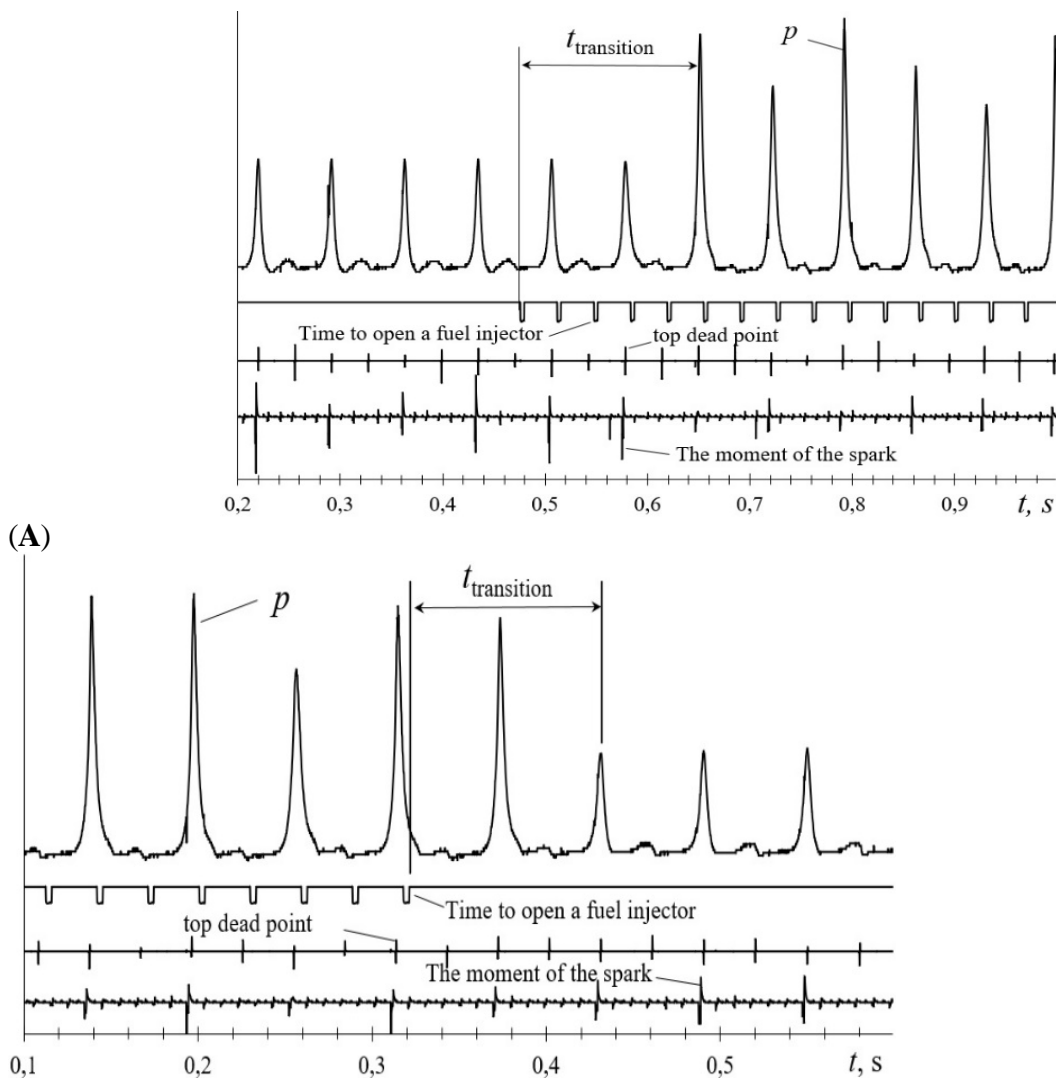 t transition
p
Time to open a fuel injector
top dead point
The moment of the spark
0,2 0,3 0,4 0,5 0,6 0,7 0,8 0,9 t, s
(A)
t transition
p
Time to open a fuel injector
top dead point
The moment of the spark
0,1 0,2 0,3 0,4 0,5 t, s